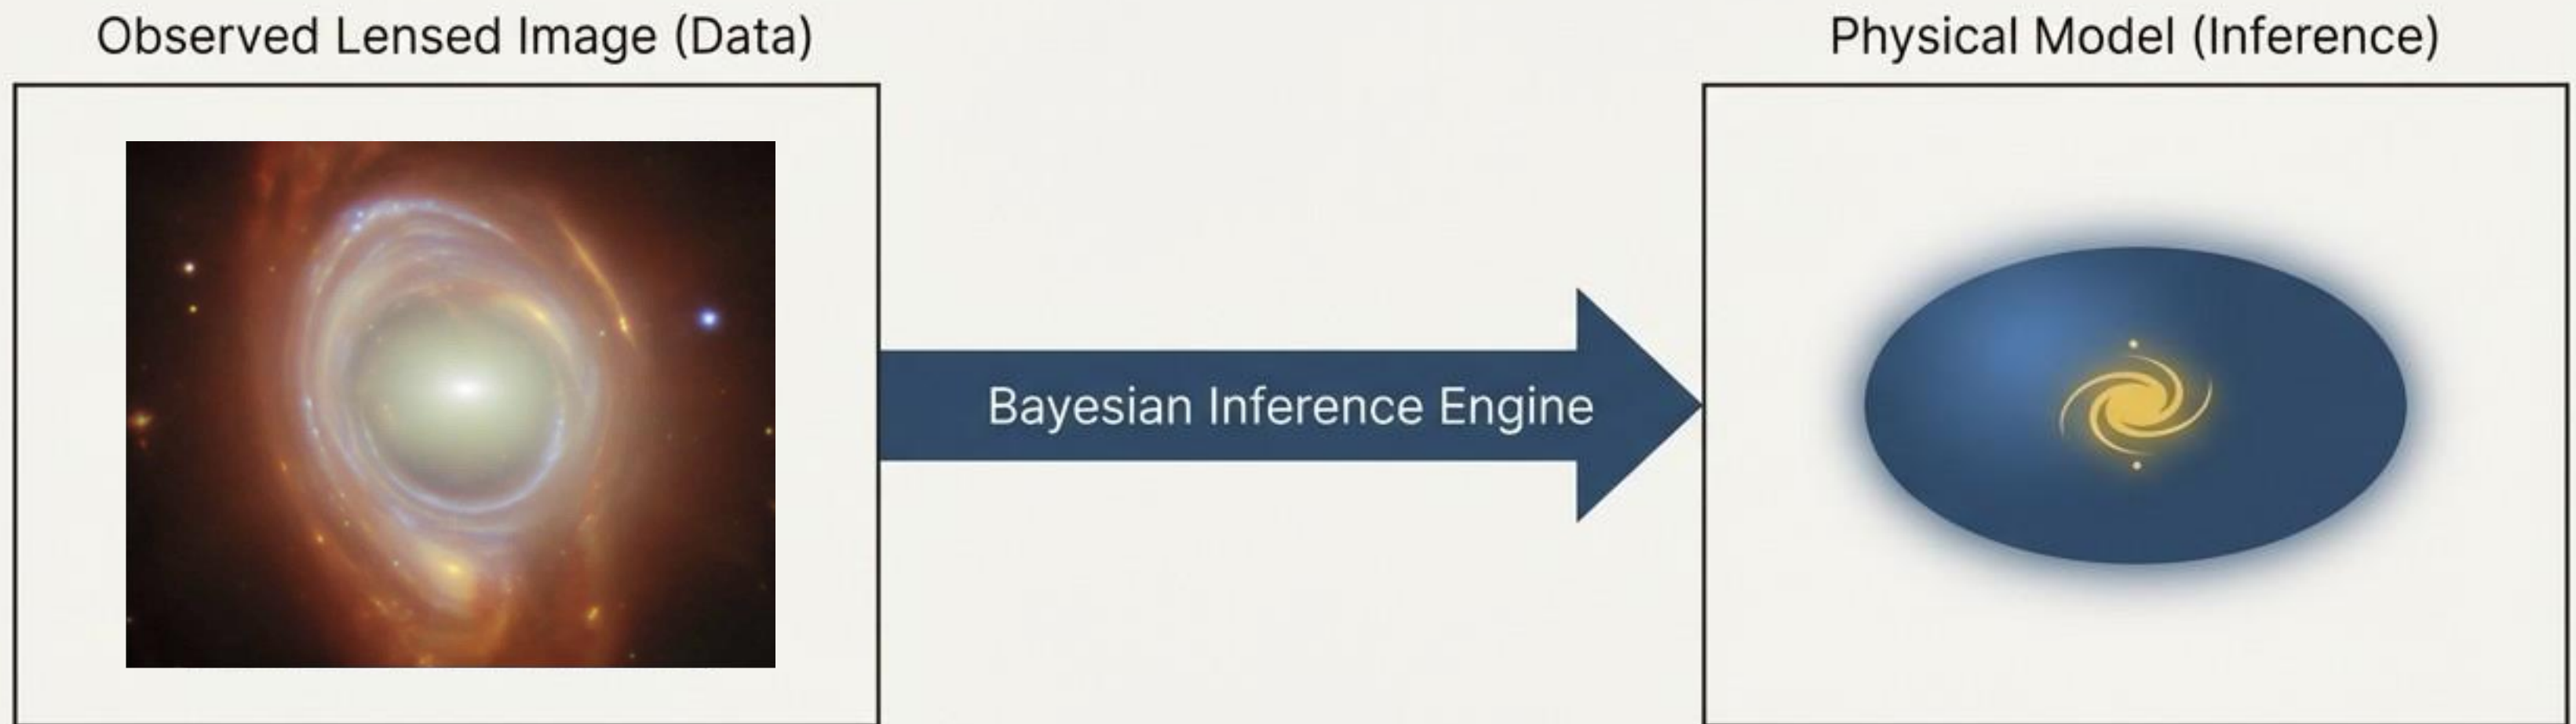 Observed Lensed Image (Data)
Physical Model (Inference)
Bayesian Inference Engine